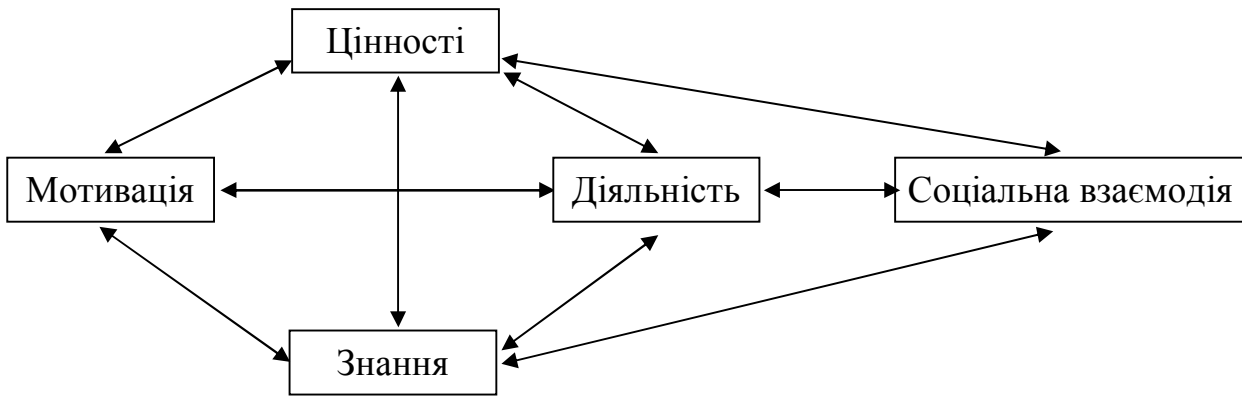 Цінності
Мотивація
Діяльність
Соціальна взаємодія
Знання